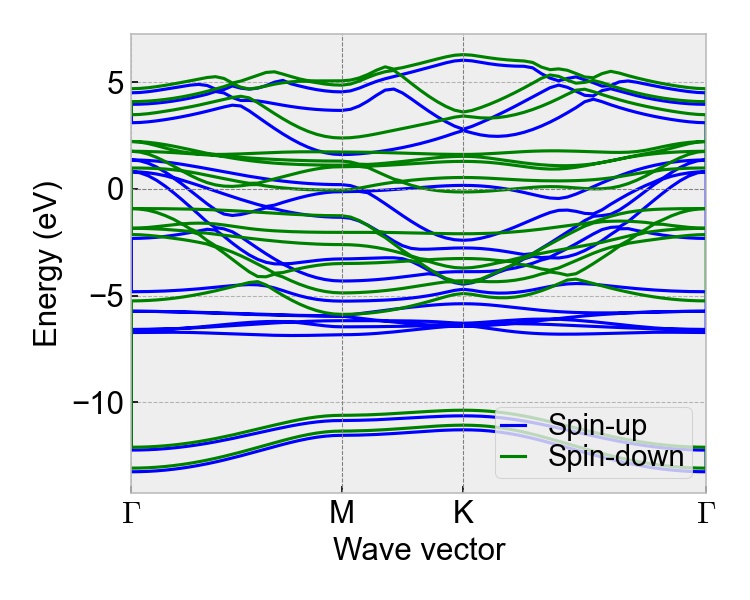 Energy (eV)
5
0
−5
−10
Spin-up
Spin-down
Γ
M
K
Γ
Wave vector